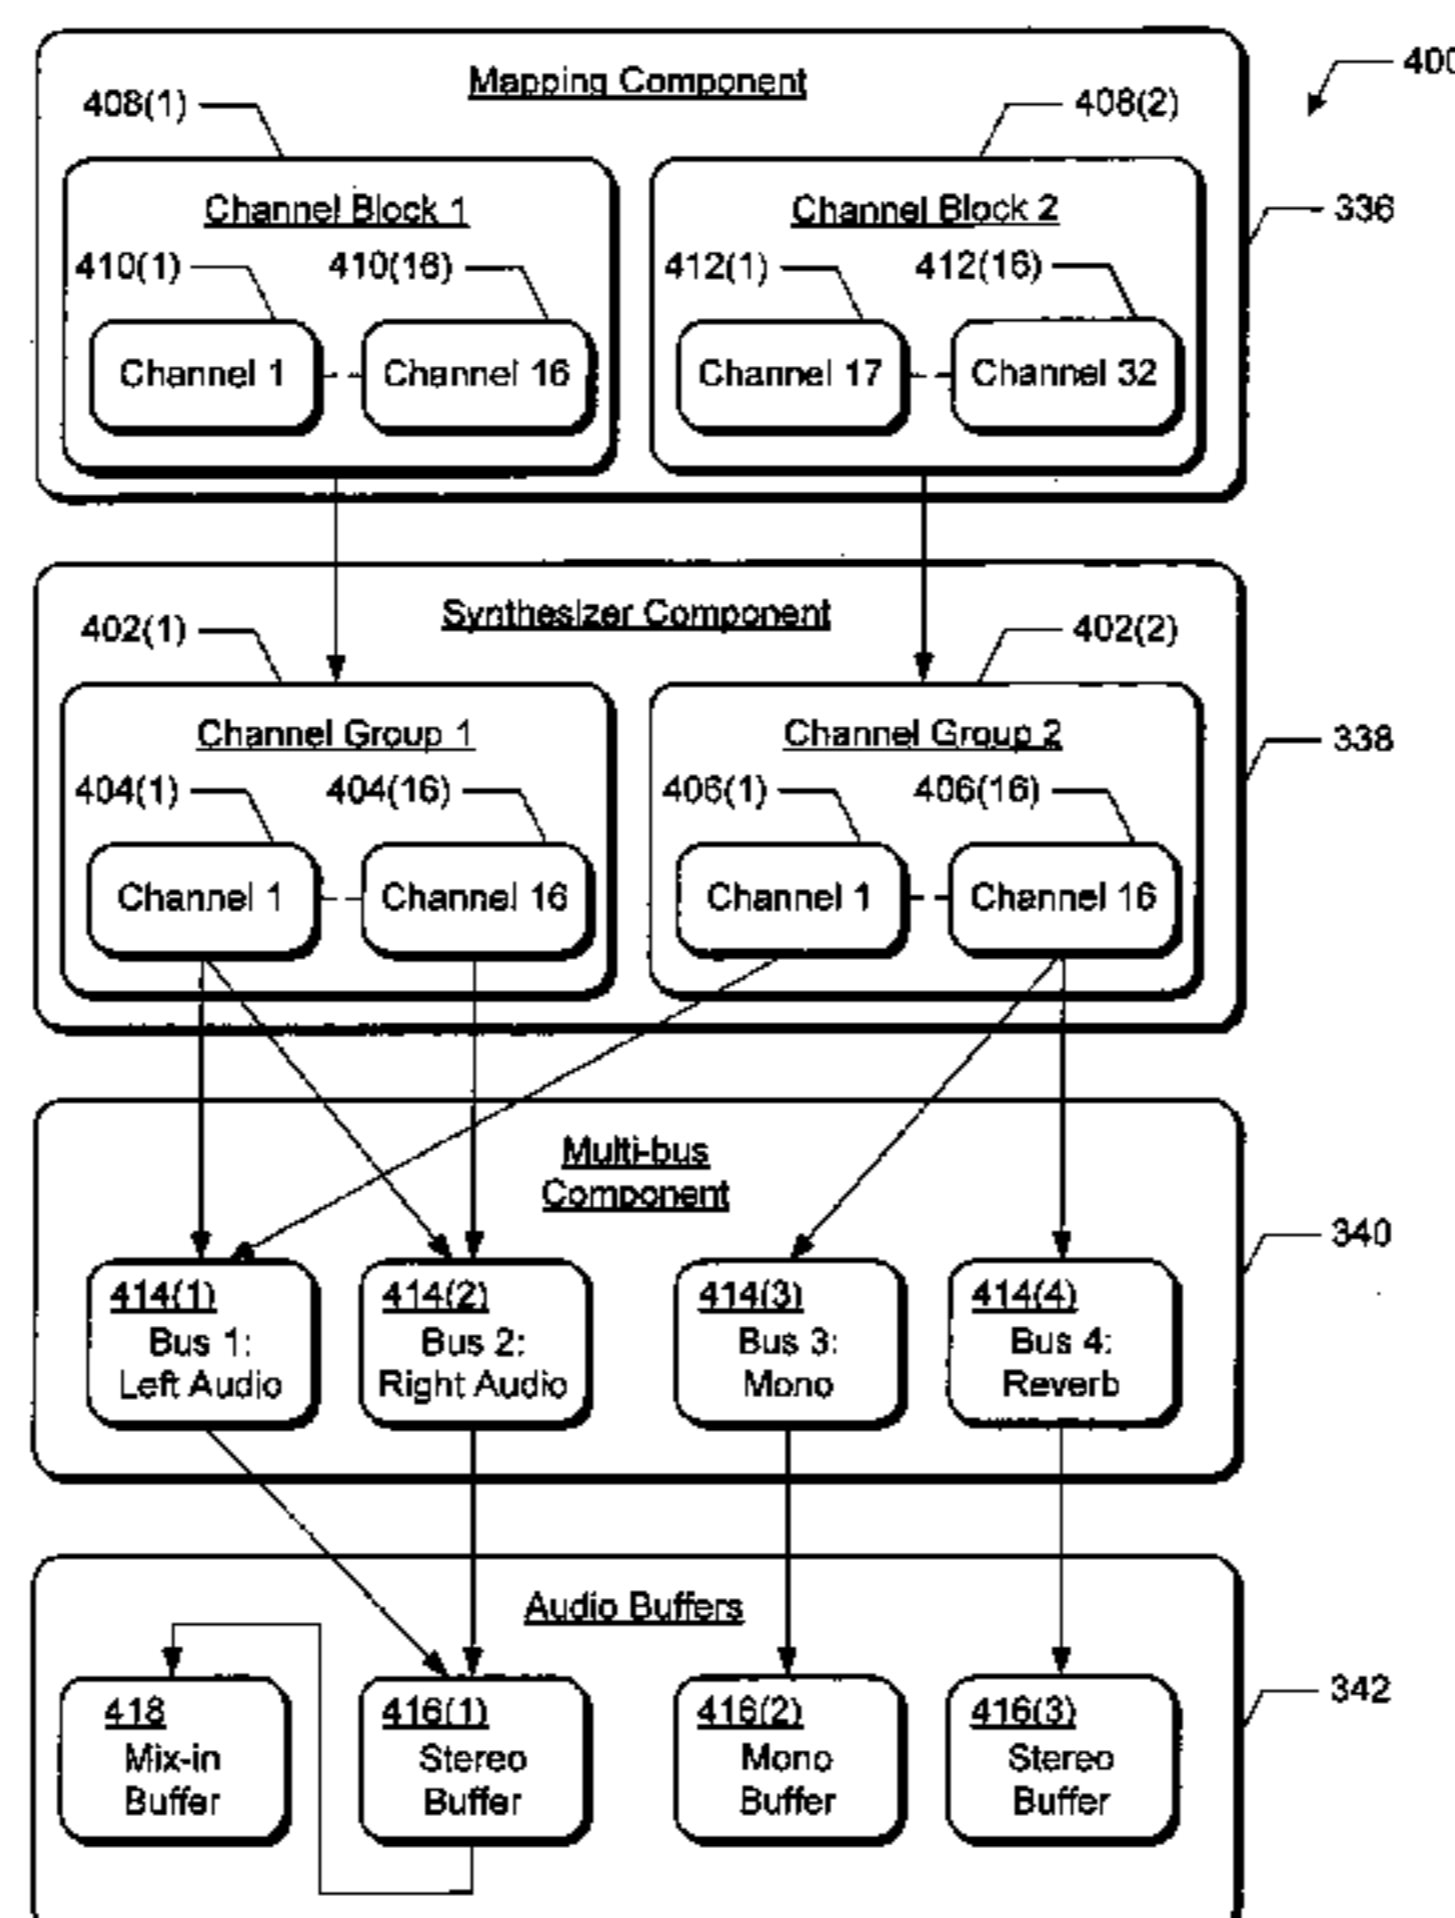 Mapping Component
400
408(1)
408(2)
336
Channel Block 1
Channel Block 2
410(1)
410(16)
412(1)
412(16)
Channel 1
Channel 16
Channel 17
Channel 32
Synthesizer Component
402(1)
402(2)
338
Channel Group 1
Channel Group 2
404(1)
404(16)
406(1)
406(16)
Channel 1
Channel 16
Channel 1
Channel 16
Multi-bus
Component
340
414(1)
Bus 1:
Left Audio
414(2)
Bus 2:
Right Audio
414(3)
Bus 3:
Mono
414(4)
Bus 4:
Reverb
Audio Buffers
342
418
Mix-in
Buffer
416(1)
Stereo
Buffer
416(2)
Mono
Buffer
416(3)
Stereo
Buffer